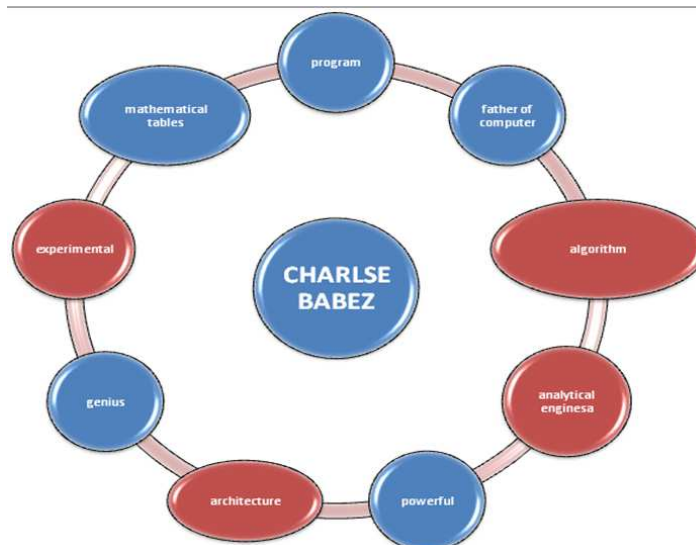 program
father of
computer
algorithm
analytical
enginesa
powerful
architecture
genius
experimental
mathematical
tables
CHARLSE
BABEZ